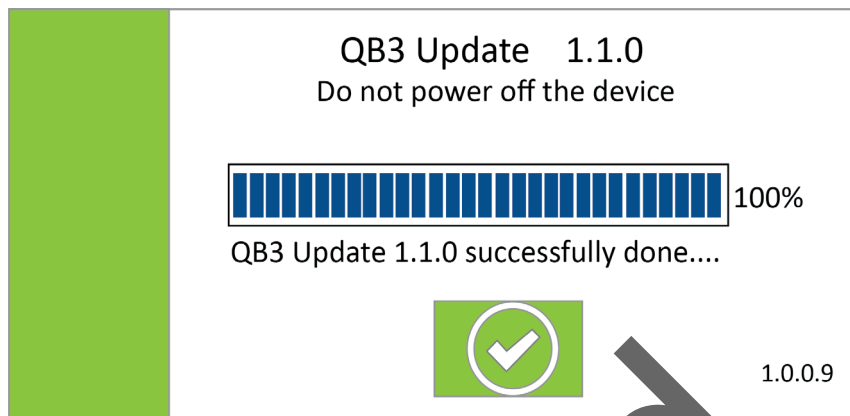 QB3 Update 1.1.0
Do not power off the device
100%
QB3 Update 1.1.0 successfully done....
1.0.0.9